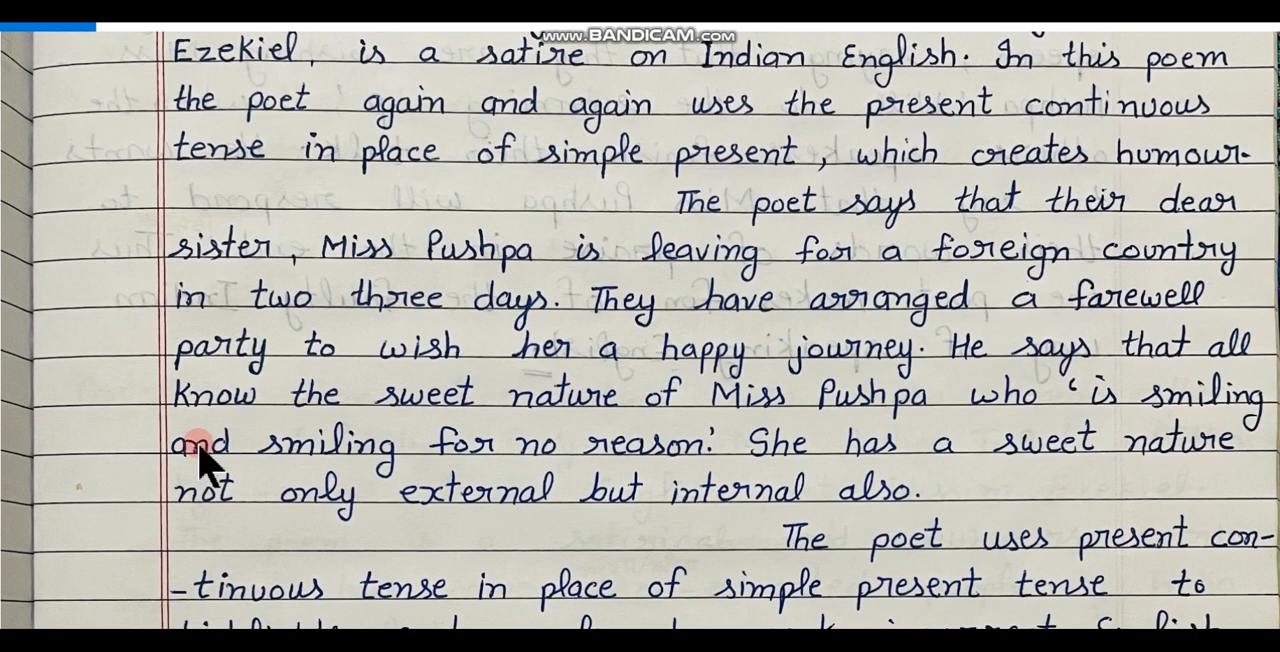 www.BANDICAM.com
Ezekiel, is a satire on Indian English. In this poem
the poet again and again uses the present continuous
tense in place of simple present, which creates humour.
The poet says that their dear
sister, Miss Pushpa is leaving for a foreign country
in two three days. They have arranged a farewell
party to wish her a happy journey. He says that all
know the sweet nature of Miss Pushpa who 'is smiling
and smiling for no reason'. She has a sweet nature
not only external but internal also.
The poet uses present con-
-tinuous tense in place of simple present tense to